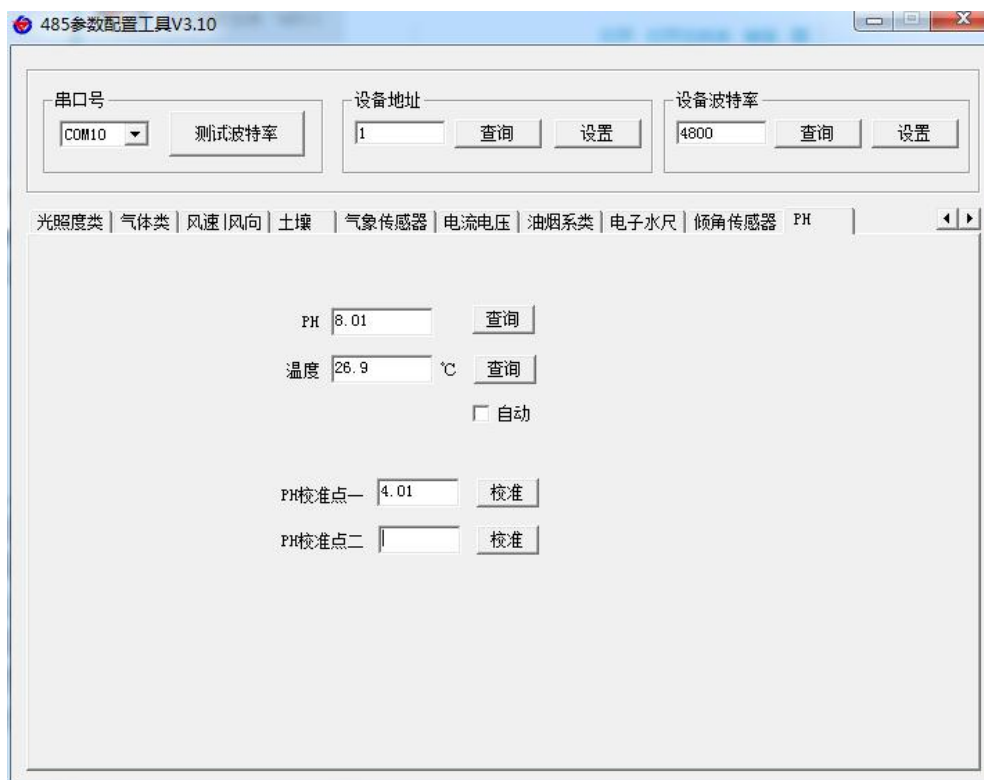 485参数配置工具V3.10
串口号 设备地址 设备波特率
COM10 测试波特率 1 查询 设置 4800 查询 设置
光照度类 气体类 风速|风向 土壤 气象传感器 电流电压 油烟系类 电子水尺 倾角传感器 PH
PH 8.01 查询
温度 26.9 ℃ 查询
自动
PH校准点一 4.01 校准
PH校准点二 校准